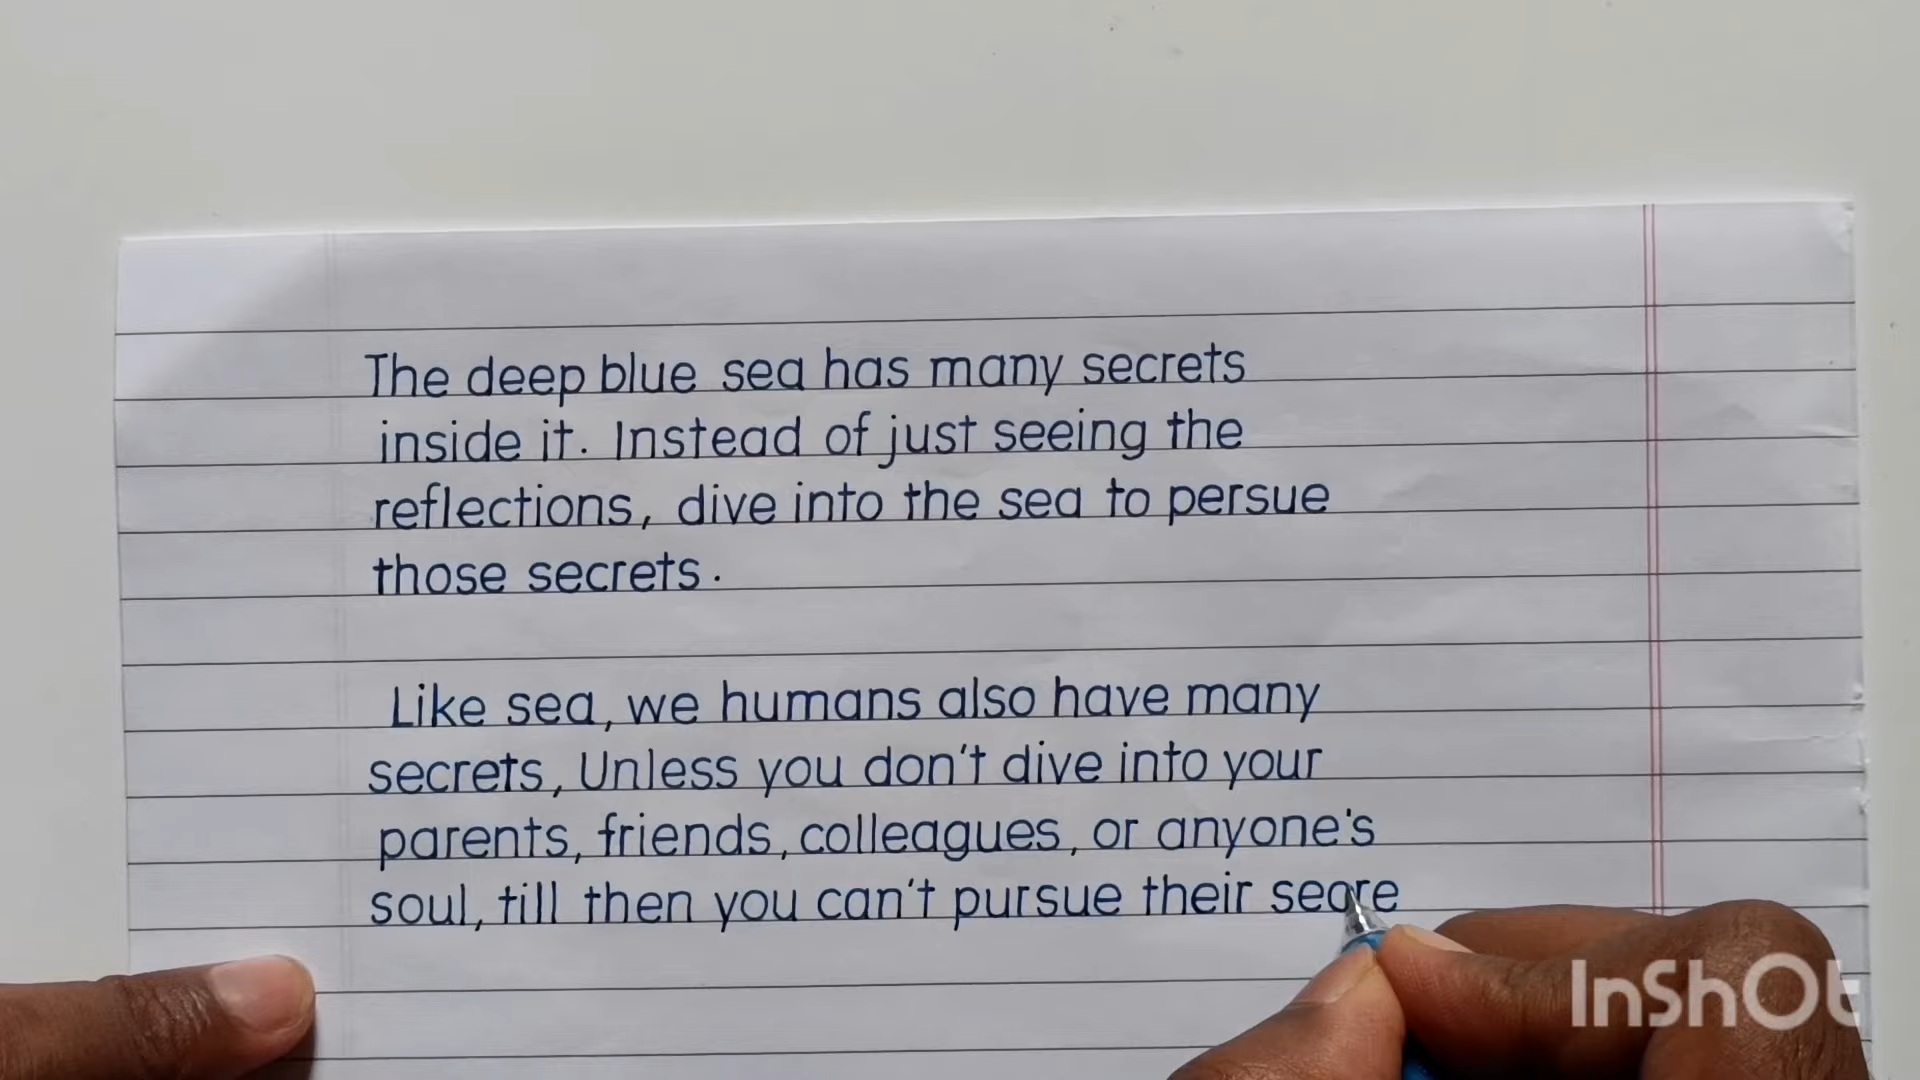 The deep blue sea has many secrets
inside it. Instead of just seeing the
reflections, dive into the sea to persue
those secrets.
Like sea, we humans also have many
secrets, Unless you don't dive into your
parents, friends, colleagues, or anyone's
soul, till then you can't pursue their secre
InShOt